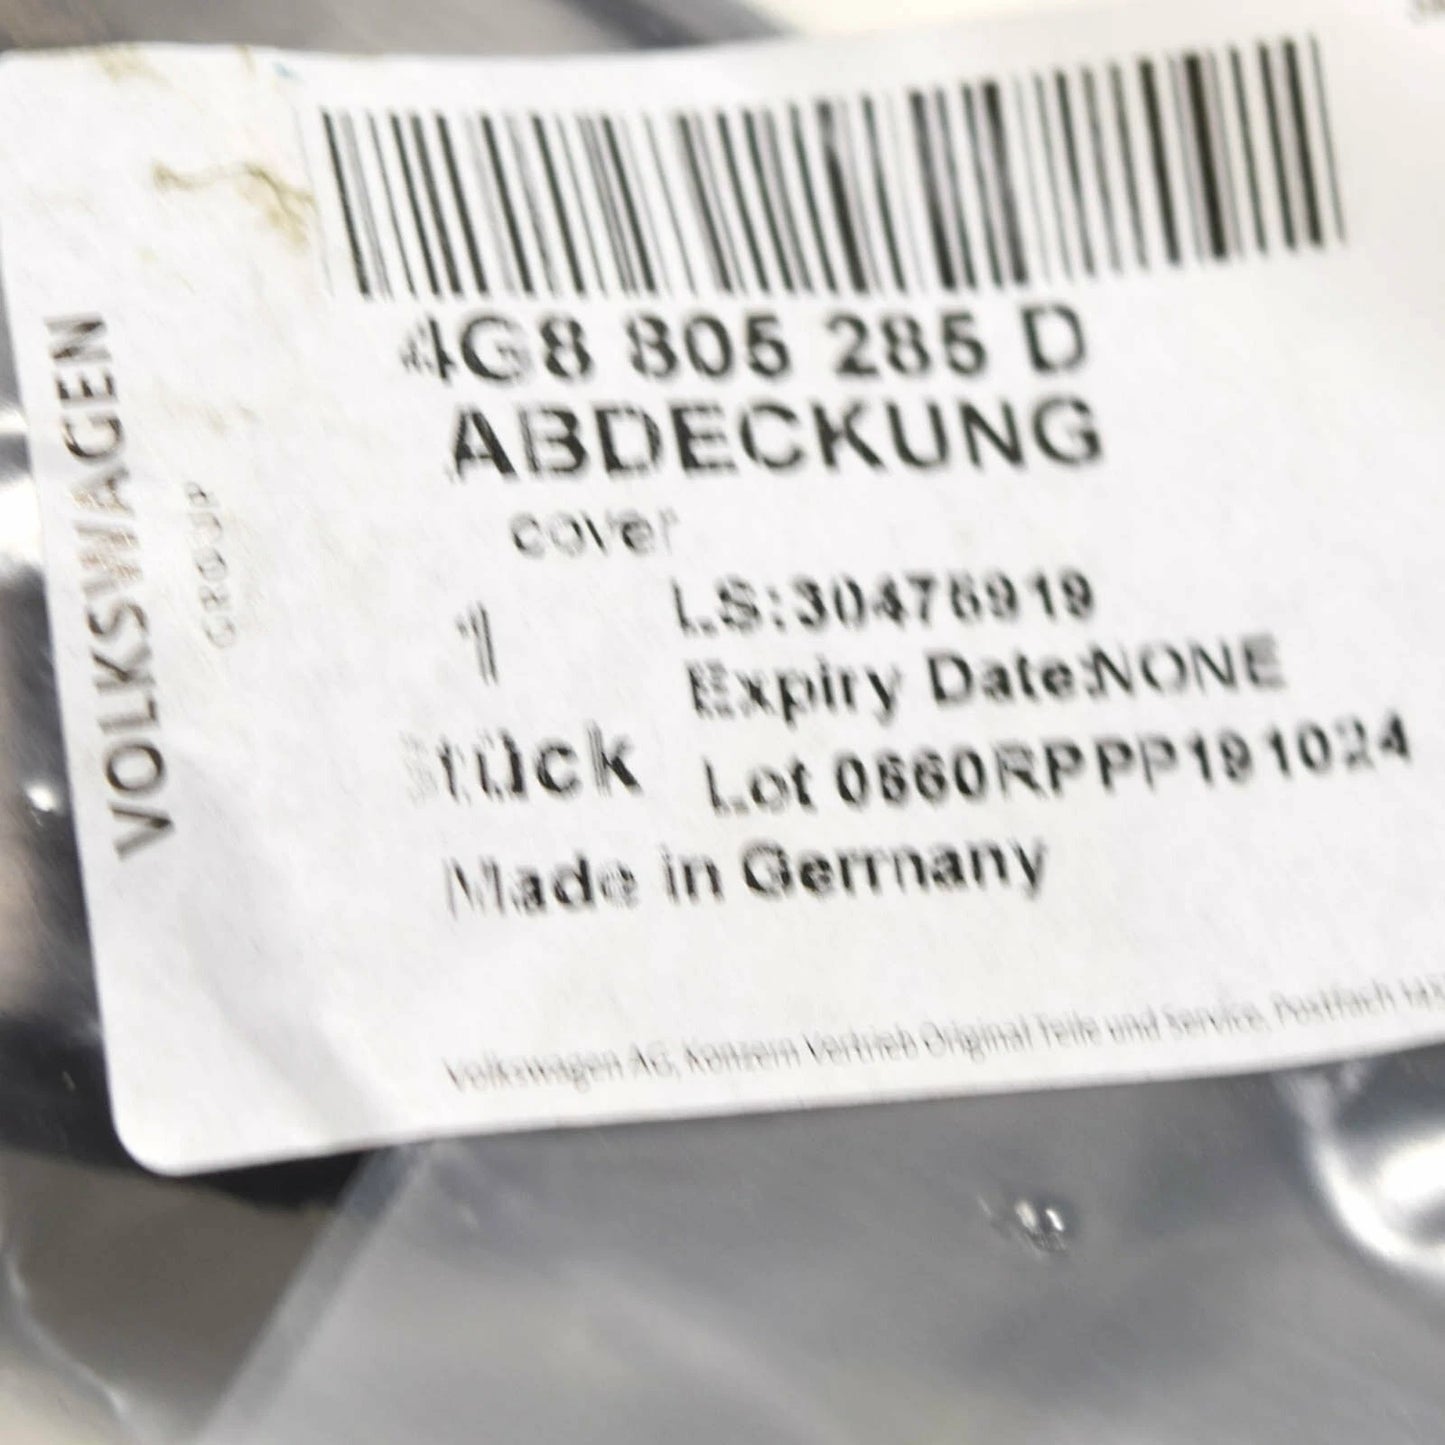 VOLKSWAGEN
GROUP
4G8 805 285 D
ABDECKUNG
cover
1
LS:30476919
Expiry Date:NONE
Stück
Lot 0660RPPP191024
Made in Germany
Volkswagen AG, Konzern Vertrieb Original Teile und Service, Postfach